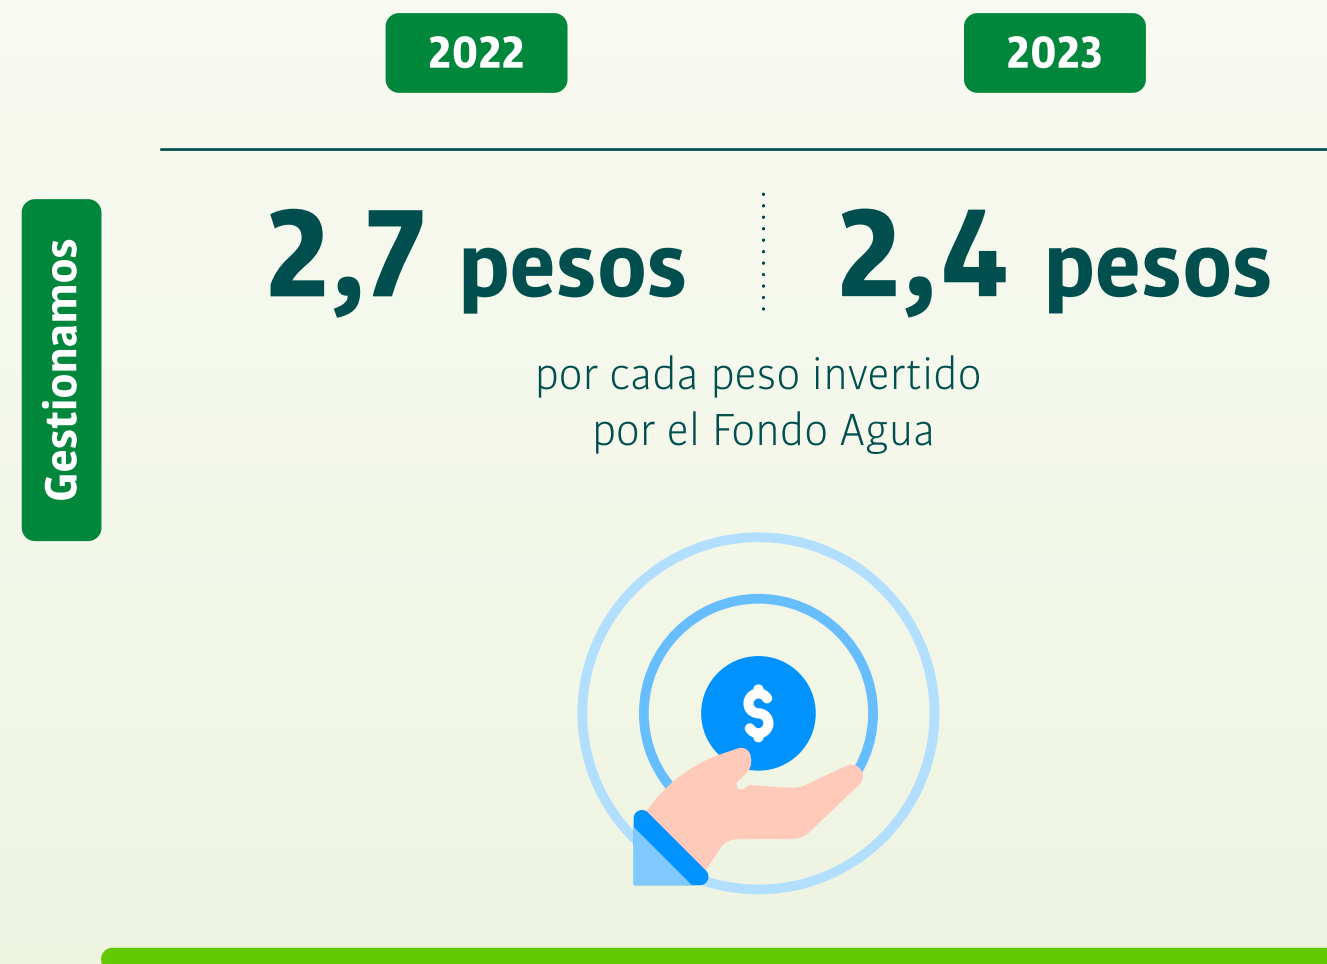 2022
2023
Gestionamos
2,7 pesos
2,4 pesos
por cada peso invertido
por el Fondo Agua
$